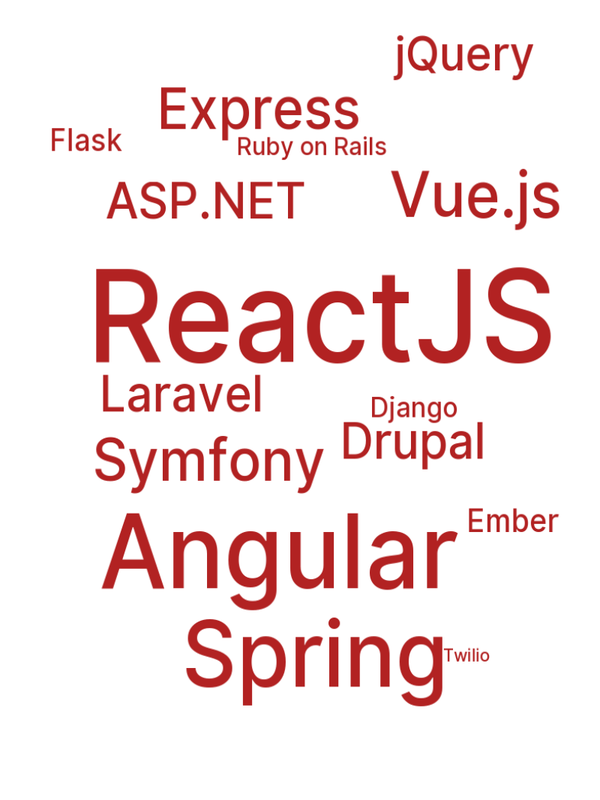 jQuery
Express
Flask
Ruby on Rails
ASP.NET
Vue.js
ReactJS
Laravel
Django
Drupal
Symfony
Ember
Angular
Spring
Twilio